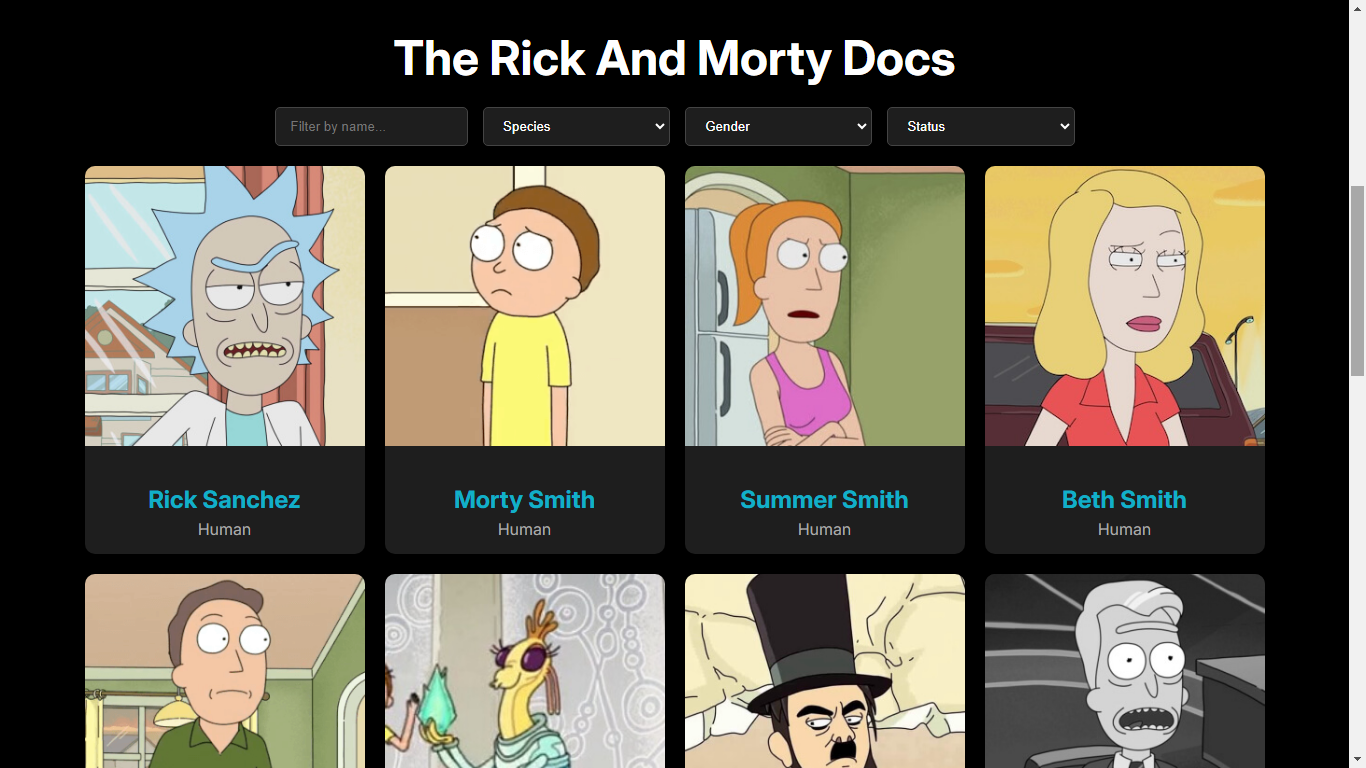 The Rick And Morty Docs
Filter by name... Species Gender Status
Rick Sanchez Morty Smith Summer Smith Beth Smith
Human Human Human Human